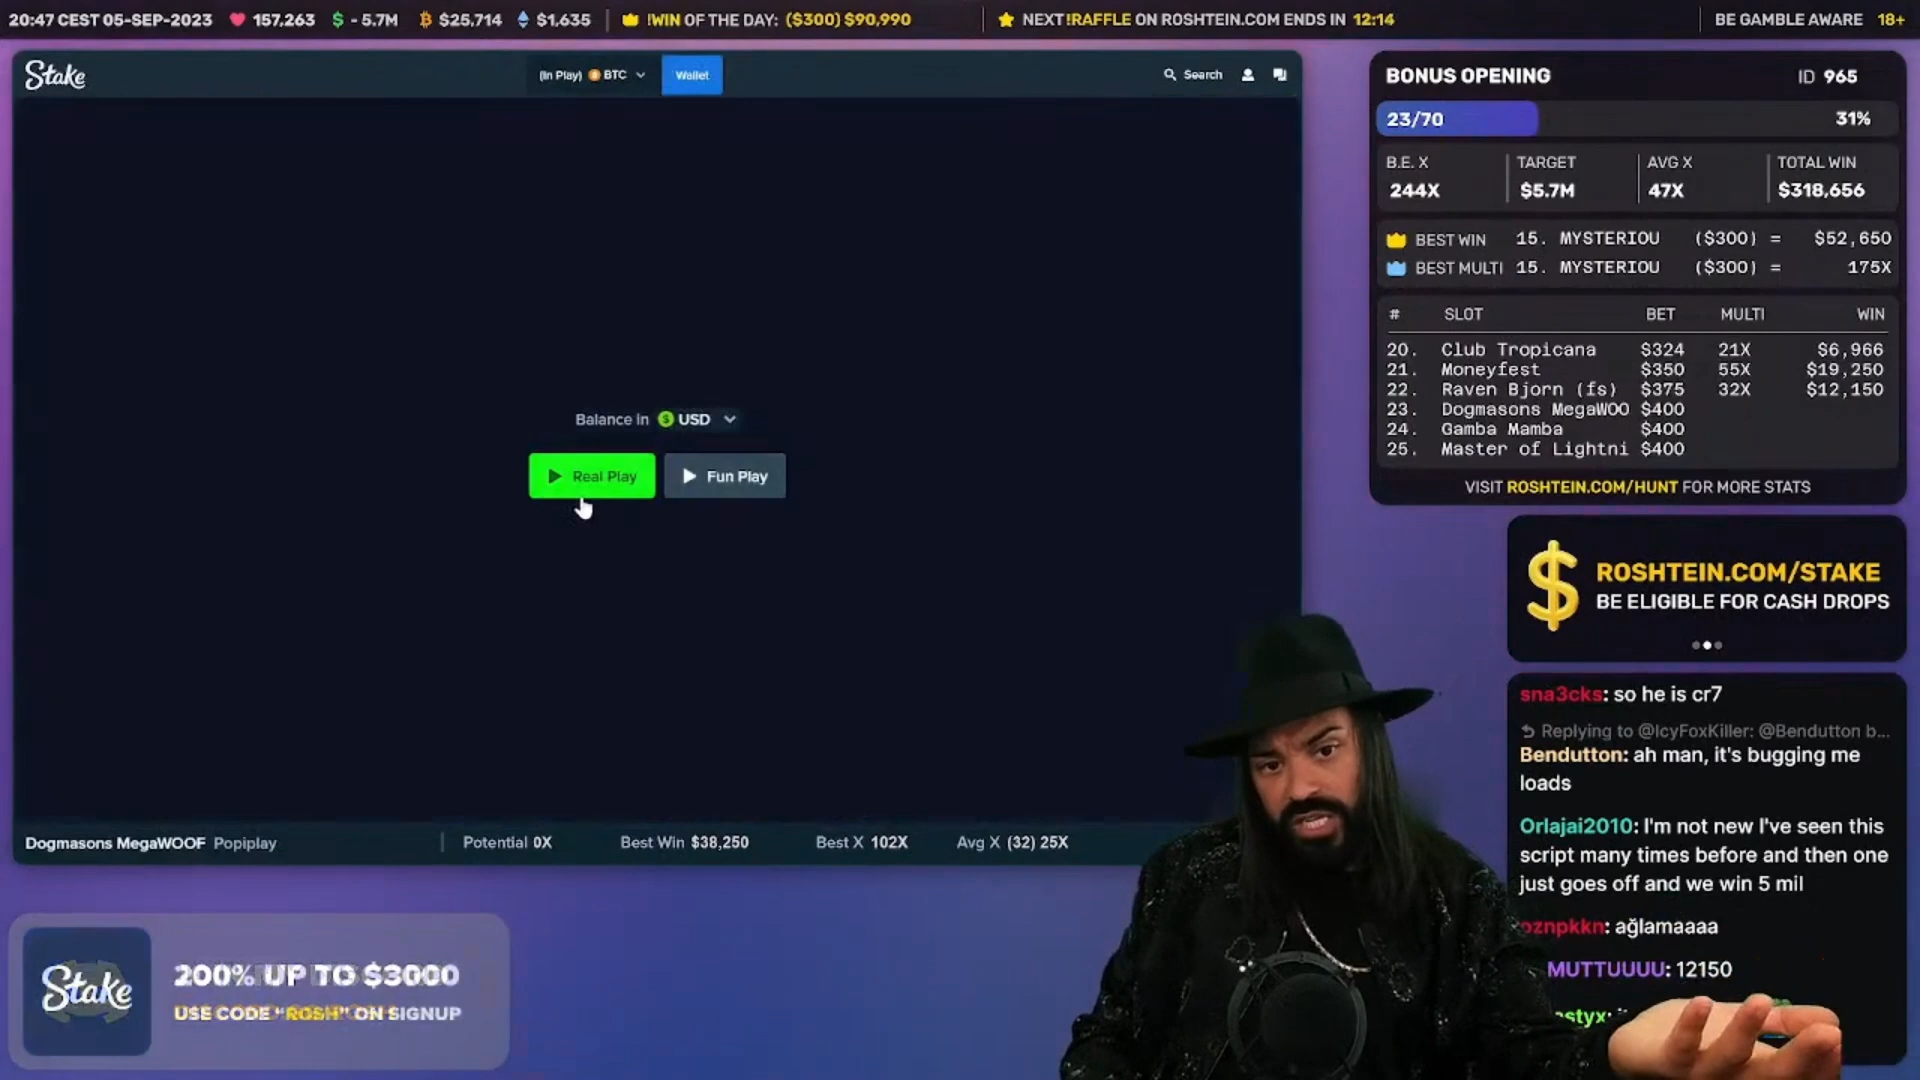 20:47 CEST 05-SEP-2023 157,263 $ - 5.7M $25,714 $1,635 !WIN OF THE DAY: ($300) $90,990 NEXT !RAFFLE ON ROSHTEIN.COM ENDS IN 12:14 BE GAMBLE AWARE 18+
Stake (In Play) BTC Wallet Search
Balance in USD
Real Play Fun Play
Dogmasons MegaWOOF Popiplay Potential 0X Best Win $38,250 Best X 102X Avg X (32) 25X
Stake
200% UP TO $3000
USE CODE "ROSH" ON SIGNUP
BONUS OPENING ID 965
23/70 31%
B.E. X TARGET AVG X TOTAL WIN
244X $5.7M 47X $318,656
BEST WIN 15. MYSTERIOU ($300) = $52,650
BEST MULTI 15. MYSTERIOU ($300) = 175X
# SLOT BET MULTI WIN
20. Club Tropicana $324 21X $6,966
21. Moneyfest $350 55X $19,250
22. Raven Bjorn (fs) $375 32X $12,150
23. Dogmasons MegaWOO $400
24. Gamba Mamba $400
25. Master of Lightni $400
VISIT ROSHTEIN.COM/HUNT FOR MORE STATS
$ ROSHTEIN.COM/STAKE
BE ELIGIBLE FOR CASH DROPS
sna3cks: so he is cr7
Replying to @IcyFoxKiller: @Bendutton b...
Bendutton: ah man, it's bugging me
loads
Orlajai2010: I'm not new I've seen this
script many times before and then one
just goes off and we win 5 mil
oznpkkn: ağlamaaaa
MUTTUUUU: 12150